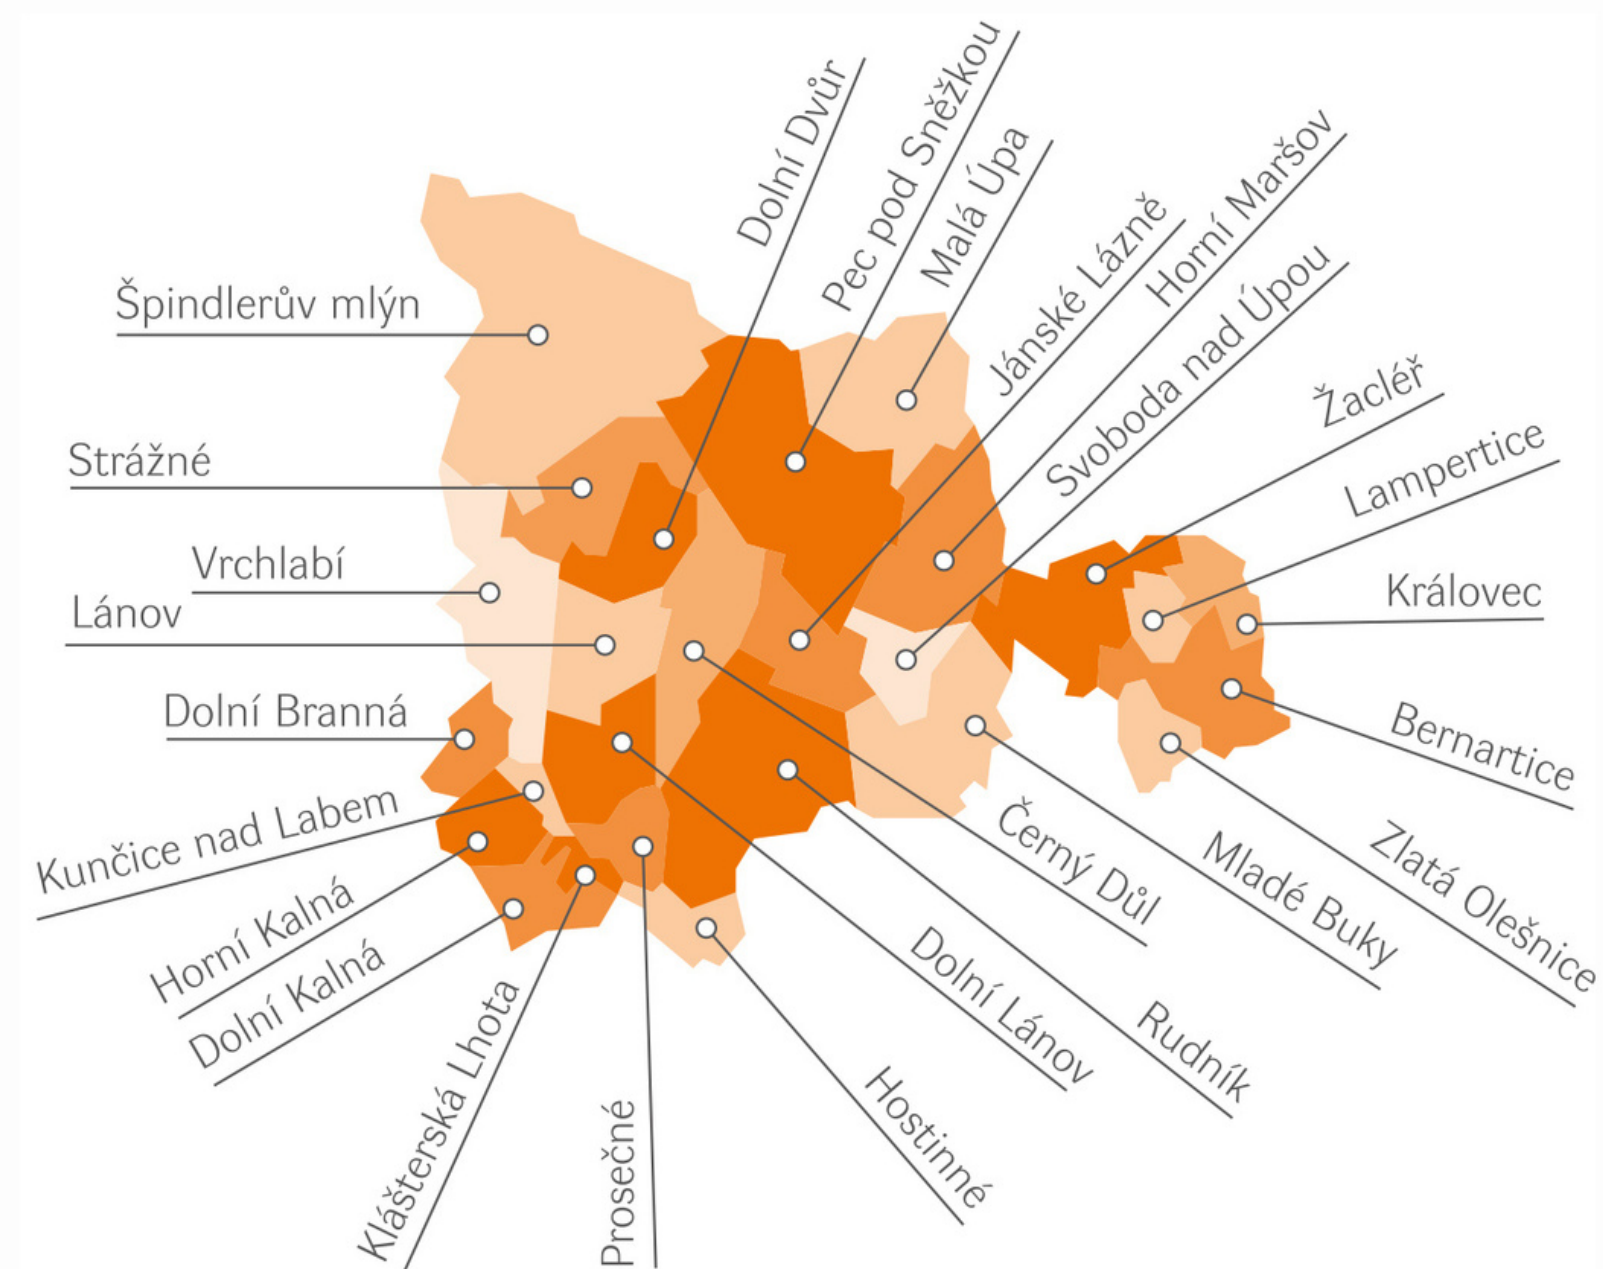 Dolní Dvůr
Pec pod Sněžkou
Malá Úpa
Jánské Lázně
Horní Maršov
Svoboda nad Úpou
Žacléř
Lampertice
Královec
Bernartice
Zlatá Olešnice
Mladé Buky
Černý Důl
Rudník
Dolní Lánov
Hostinné
Prosečné
Klášterská Lhota
Dolní Kalná
Horní Kalná
Kunčice nad Labem
Dolní Branná
Lánov
Vrchlabí
Strážné
Špindlerův mlýn